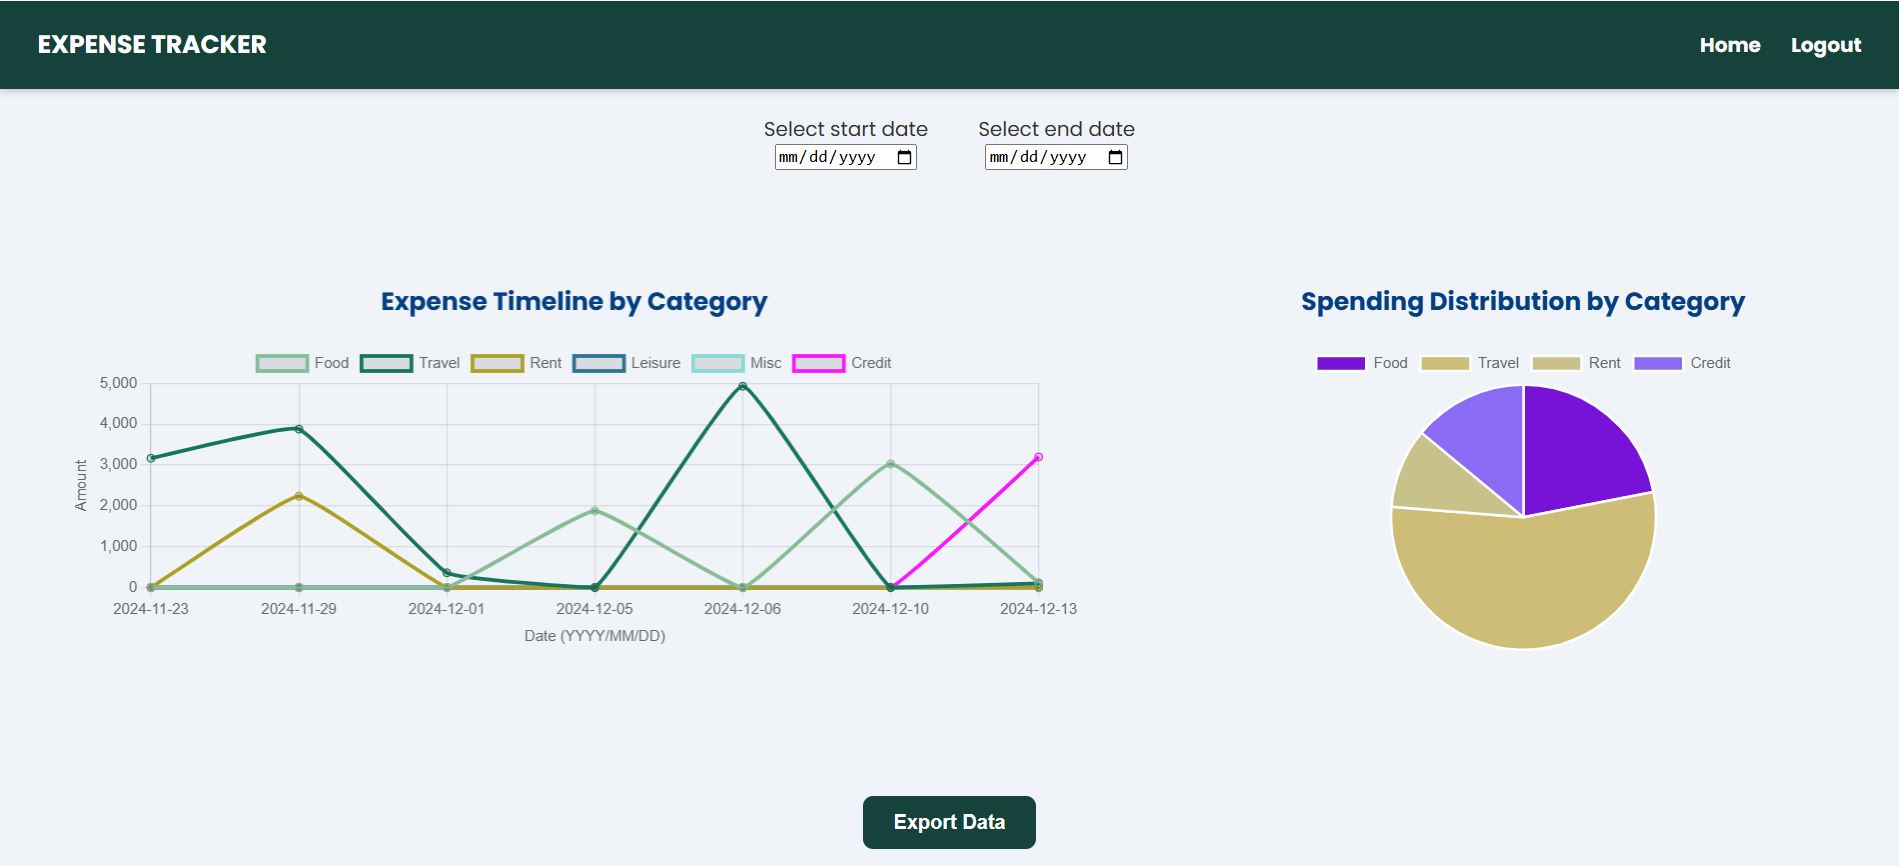 EXPENSE TRACKER
Home Logout
Select start date Select end date
mm/dd/yyyy mm/dd/yyyy
Expense Timeline by Category
Food Travel Rent Leisure Misc Credit
5,000
4,000
3,000
2,000
1,000
0
Amount
2024-11-23 2024-11-29 2024-12-01 2024-12-05 2024-12-06 2024-12-10 2024-12-13
Date (YYYY/MM/DD)
Spending Distribution by Category
Food Travel Rent Credit
Export Data